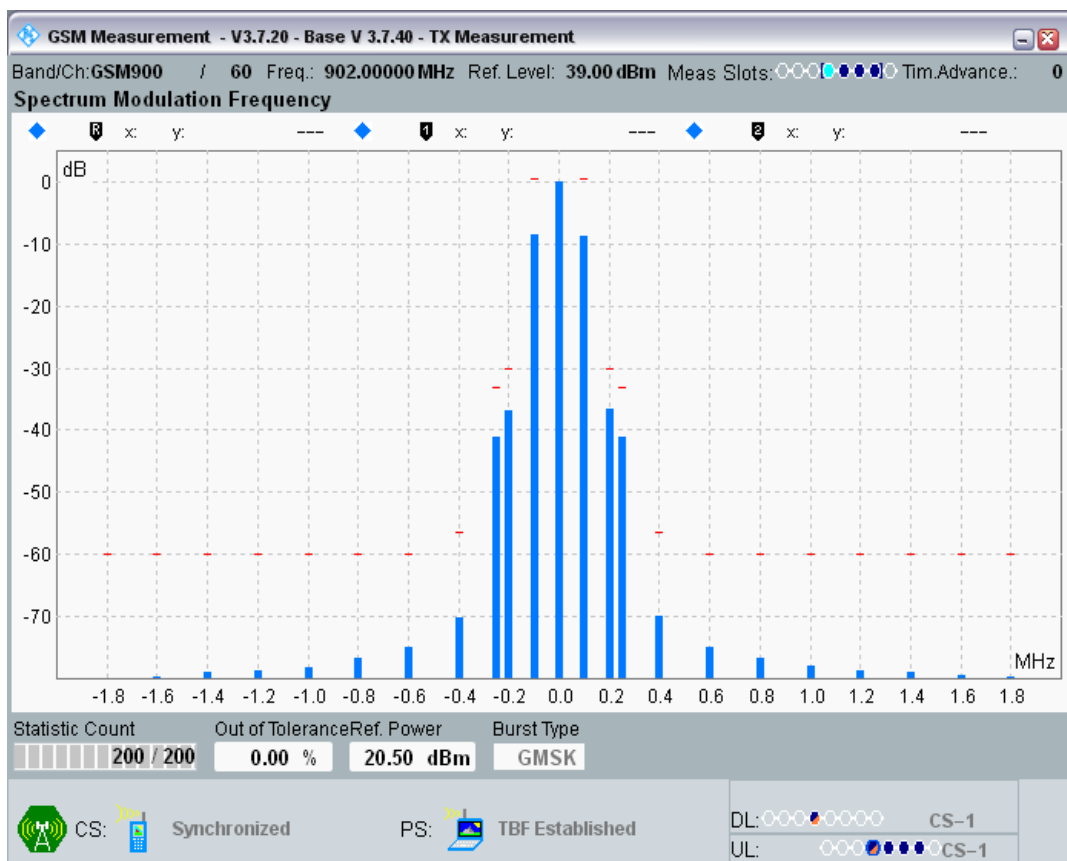 GSM Measurement - V3.7.20 - Base V 3.7.40 - TX Measurement
Band/Ch:GSM900 / 60 Freq.: 902.00000 MHz Ref. Level: 39.00 dBm Meas Slots: Tim.Advance.: 0
Spectrum Modulation Frequency
R x: y: --- 1 x: y: --- 2 x: y: ---
dB
0
-10
-20
-30
-40
-50
-60
-70
MHz
-1.8 -1.6 -1.4 -1.2 -1.0 -0.8 -0.6 -0.4 -0.2 0.0 0.2 0.4 0.6 0.8 1.0 1.2 1.4 1.6 1.8
Statistic Count Out of Tolerance Ref. Power Burst Type
200 / 200 0.00 % 20.50 dBm GMSK
CS: Synchronized PS: TBF Established
DL: CS-1
UL: CS-1